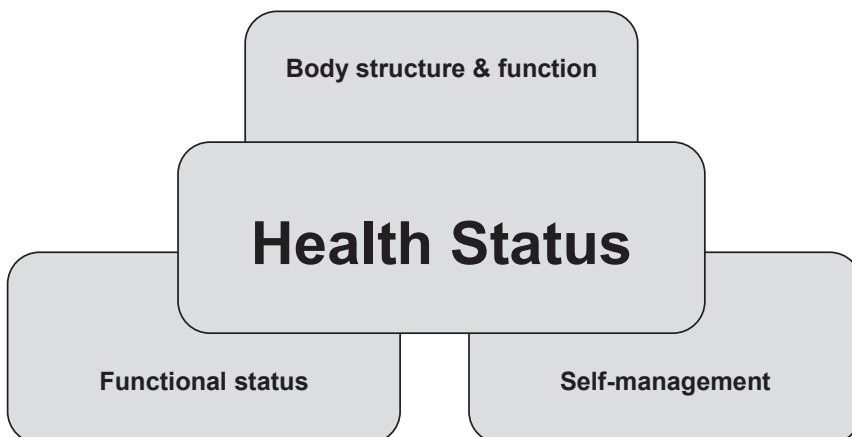 Body structure & function
Health Status
Functional status
Self-management